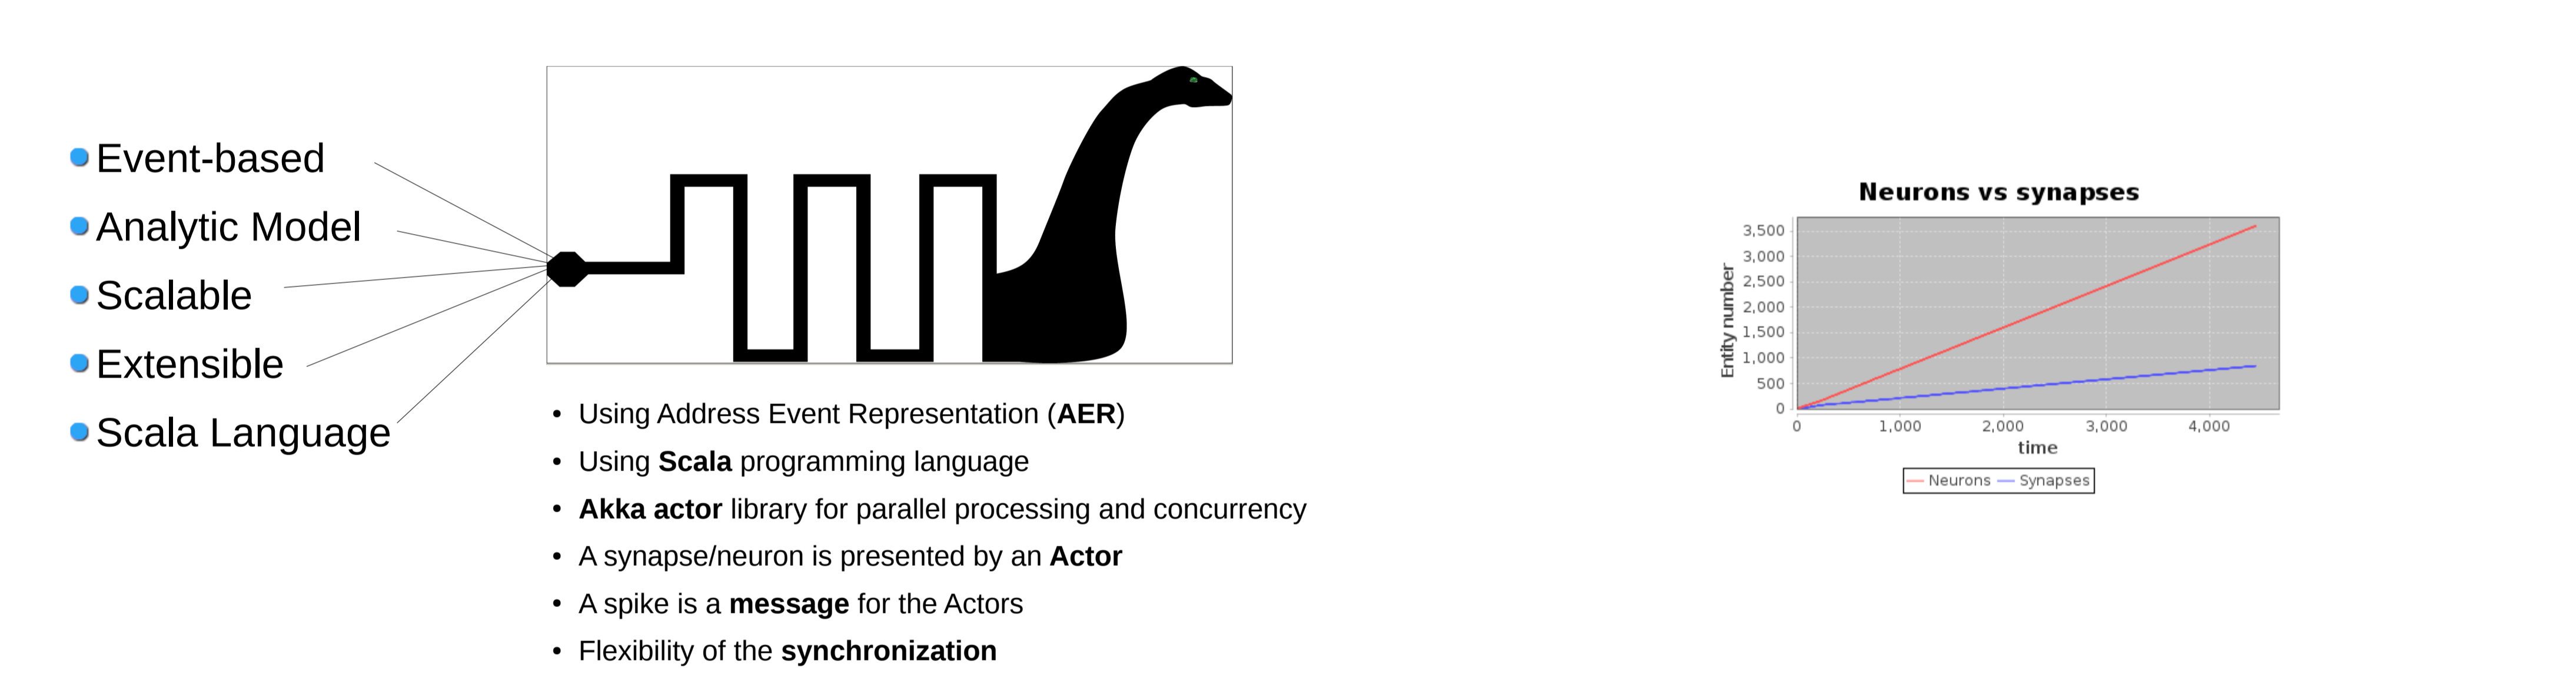 Event-based
Analytic Model
Scalable
Extensible
Scala Language
• Using Address Event Representation (AER)
• Using Scala programming language
• Akka actor library for parallel processing and concurrency
• A synapse/neuron is presented by an Actor
• A spike is a message for the Actors
• Flexibility of the synchronization
Neurons vs synapses
Entity number
3,500
3,000
2,500
2,000
1,500
1,000
500
0
0 1,000 2,000 3,000 4,000
time
Neurons Synapses